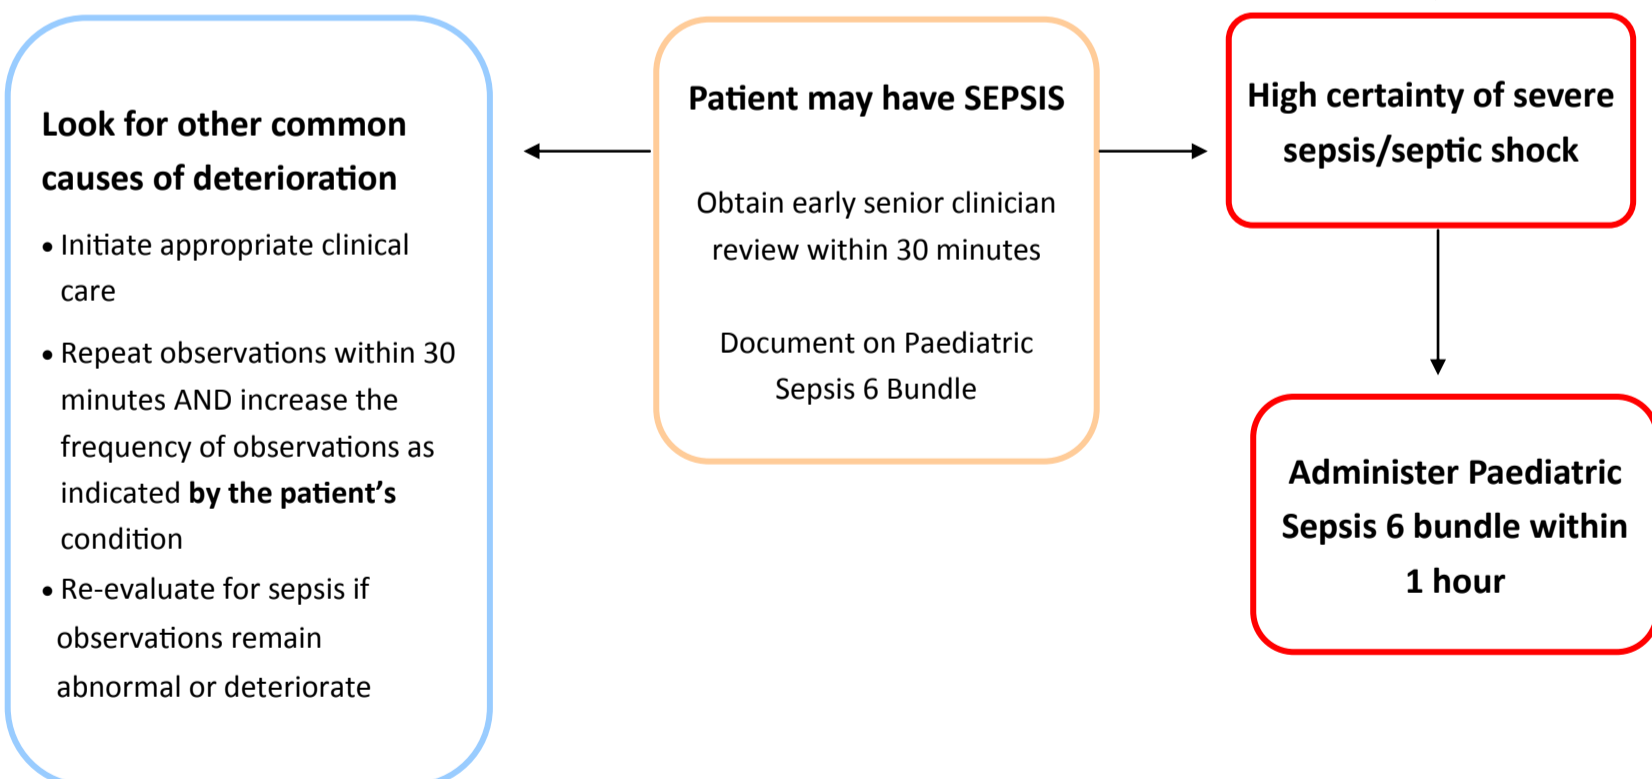 Look for other common
causes of deterioration
• Initiate appropriate clinical
care
• Repeat observations within 30
minutes AND increase the
frequency of observations as
indicated by the patient's
condition
• Re-evaluate for sepsis if
observations remain
abnormal or deteriorate
Patient may have SEPSIS
Obtain early senior clinician
review within 30 minutes
Document on Paediatric
Sepsis 6 Bundle
High certainty of severe
sepsis/septic shock
Administer Paediatric
Sepsis 6 bundle within
1 hour